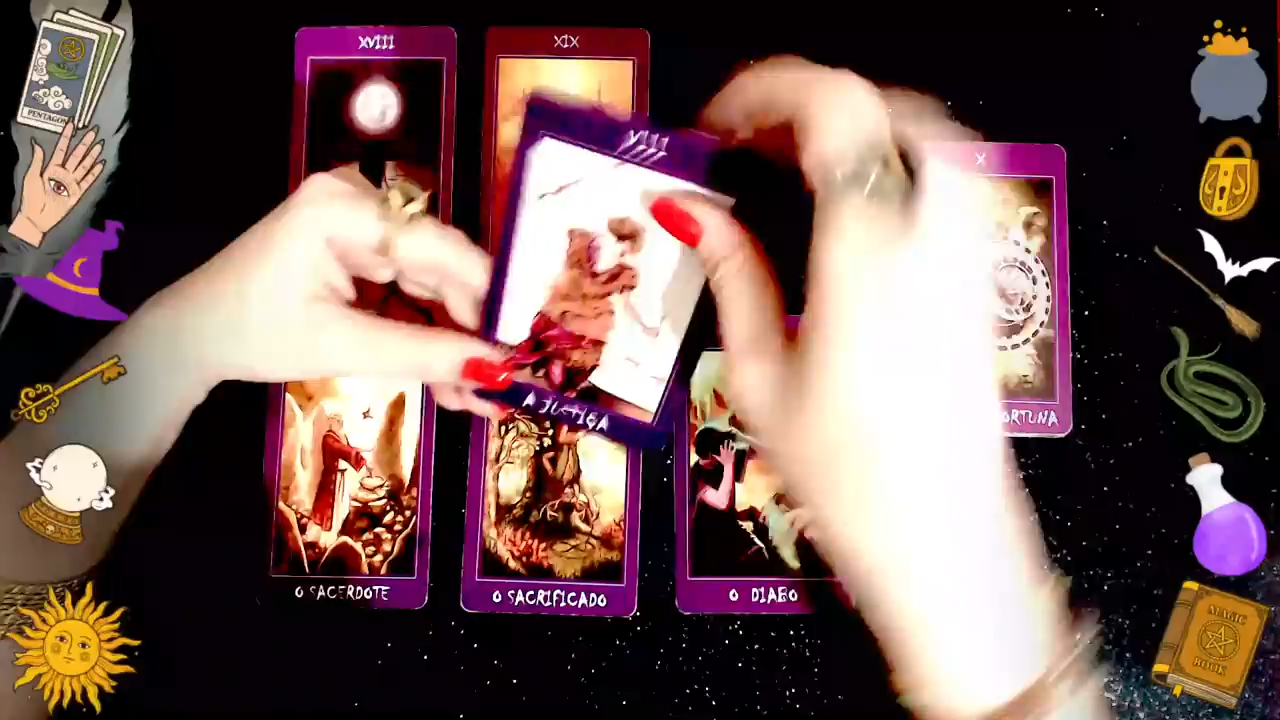 PENTAGON
XVIII
XIX
VIII
X
A JUSTIÇA
ORTUNA
O SACERDOTE
O SACRIFICADO
O DIABO
MAGIC
BOOK